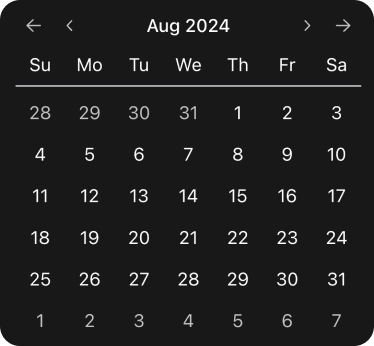 Aug 2024
Su Mo Tu We Th Fr Sa
28 29 30 31 1 2 3
4 5 6 7 8 9 10
11 12 13 14 15 16 17
18 19 20 21 22 23 24
25 26 27 28 29 30 31
1 2 3 4 5 6 7